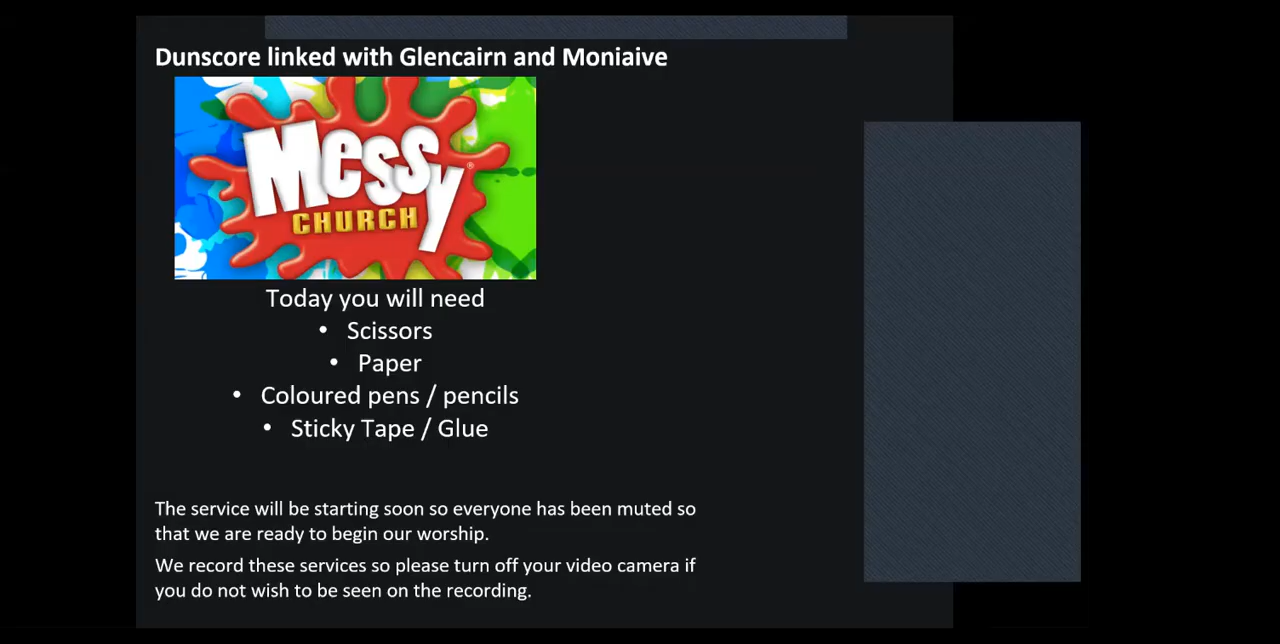 Dunscore linked with Glencairn and Moniaive
Messy
®
CHURCH
Today you will need
• Scissors
• Paper
• Coloured pens / pencils
• Sticky Tape / Glue
The service will be starting soon so everyone has been muted so
that we are ready to begin our worship.
We record these services so please turn off your video camera if
you do not wish to be seen on the recording.